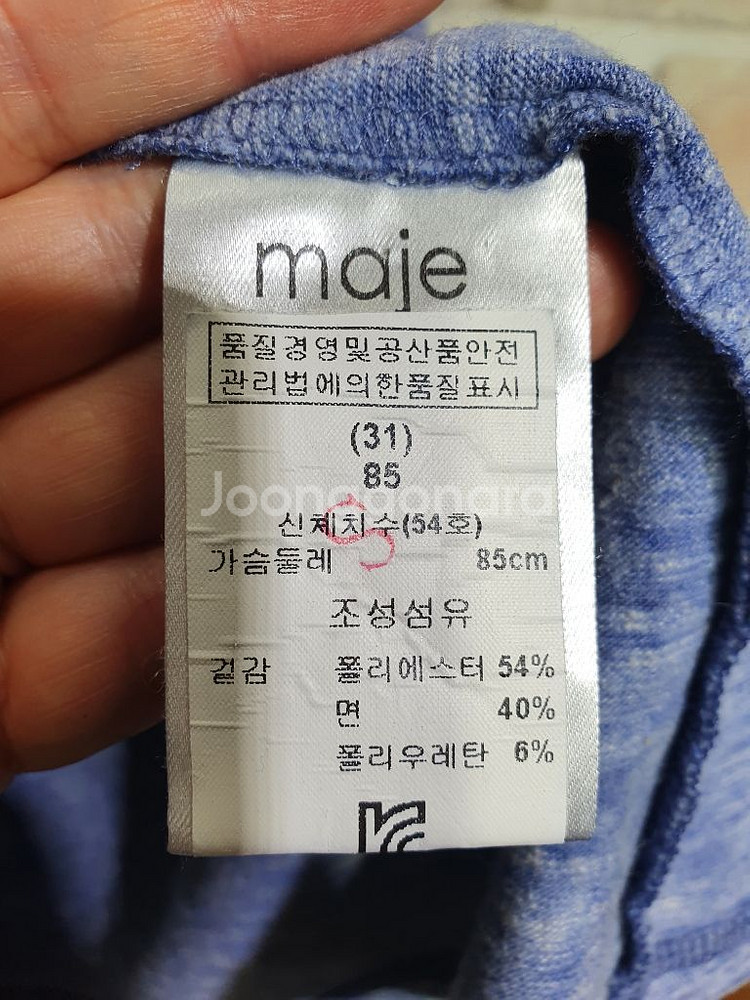 maje
품질경영및공산품안전
관리법에의한품질표시
(31)
85
Joonggonara
신체치수(54호)
S
가슴둘레 85cm
조성섬유
겉감 폴리에스터 54%
면 40%
폴리우레탄 6%